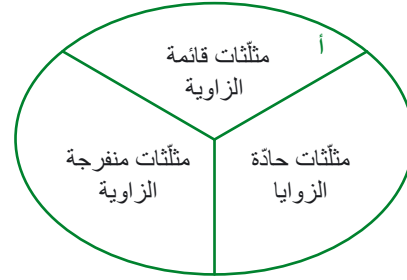 أ
مثلّثات قائمة
الزاوية
مثلّثات حادّة
الزوايا
مثلّثات منفرجة
الزاوية